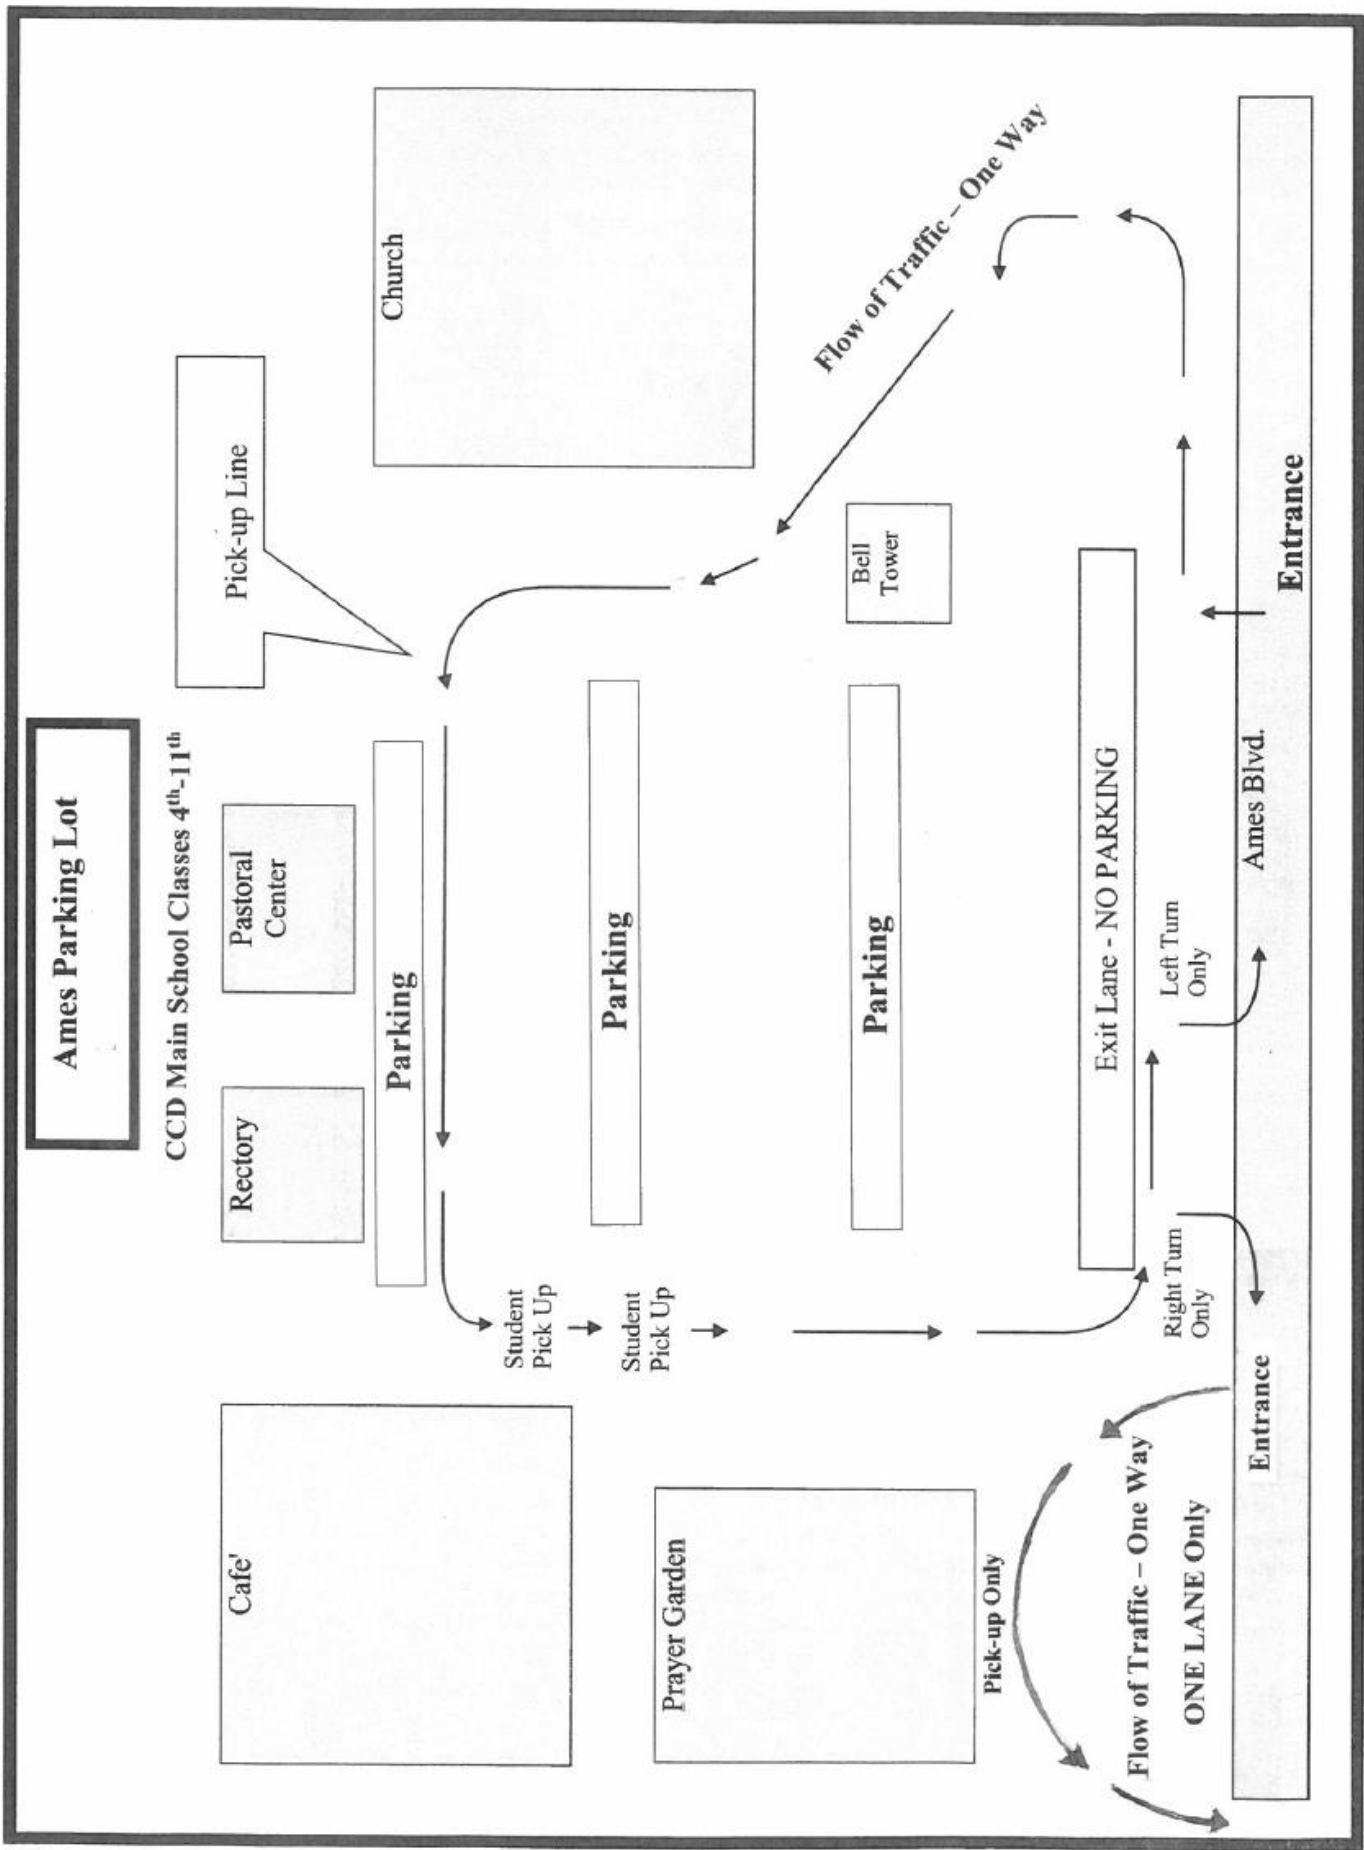 Ames Parking Lot
CCD Main School Classes 4th-11th
Pick-up Line
Cafe'
Rectory
Pastoral
Center
Church
Parking
Student
Pick Up
Student
Pick Up
Parking
Prayer Garden
Parking
Bell
Tower
Flow of Traffic – One Way
Pick-up Only
Exit Lane - NO PARKING
Flow of Traffic – One Way
ONE LANE Only
Right Turn
Only
Left Turn
Only
Entrance
Ames Blvd.
Entrance